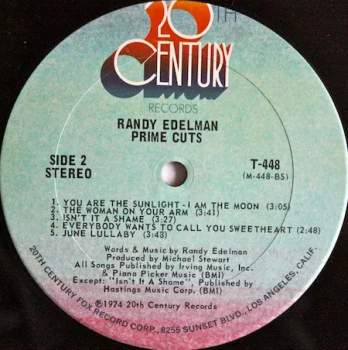 20TH
CENTURY
RECORDS
RANDY EDELMAN
PRIME CUTS
SIDE 2
STEREO
T-448
(M-448-BS)
1. YOU ARE THE SUNLIGHT - I AM THE MOON (3:05)
2. THE WOMAN ON YOUR ARM (3:41)
3. ISN'T IT A SHAME (3:27)
4. EVERYBODY WANTS TO CALL YOU SWEETHEART (2:48)
5. JUNE LULLABY (2:48)
Words & Music by Randy Edelman
Produced by Michael Stewart
All Songs Published by Irving Music, Inc.
& Piano Picker Music (BMI)
Except: "Isn't It A Shame", Published by
Hastings Music Corp. (BMI)
℗ 1974 20th Century Records
20TH CENTURY FOX RECORD CORP., 8255 SUNSET BLVD., LOS ANGELES, CALIF.